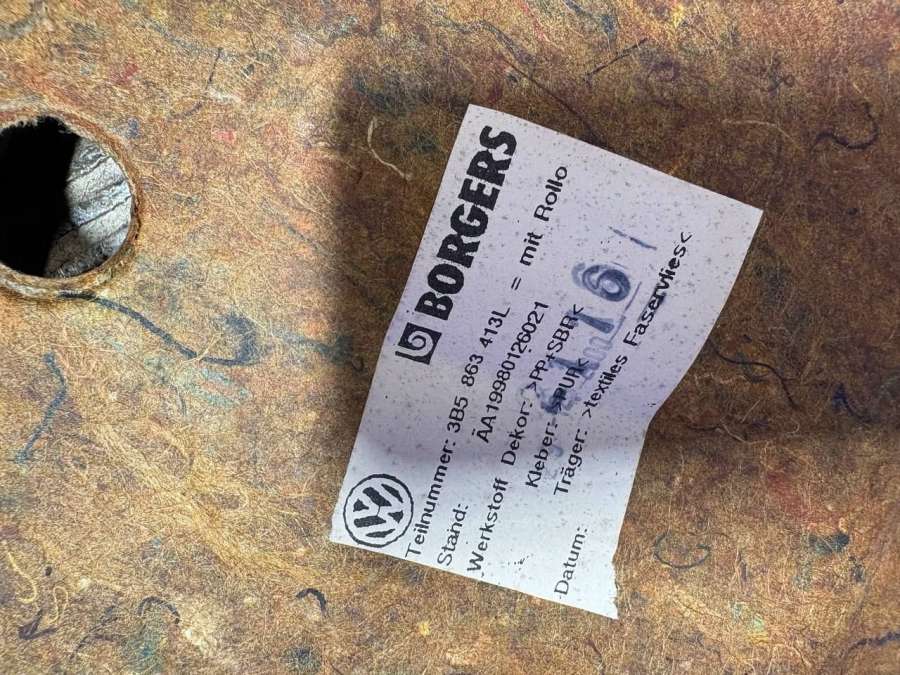 BORGERS
Teilnummer: 3B5 863 413L = mit Rollo
Stand: ÄA19980126021
Werkstoff Dekor: >PP+SBR<
Kleber: >PUR<
Träger: >textiles Faservlies<
Datum: